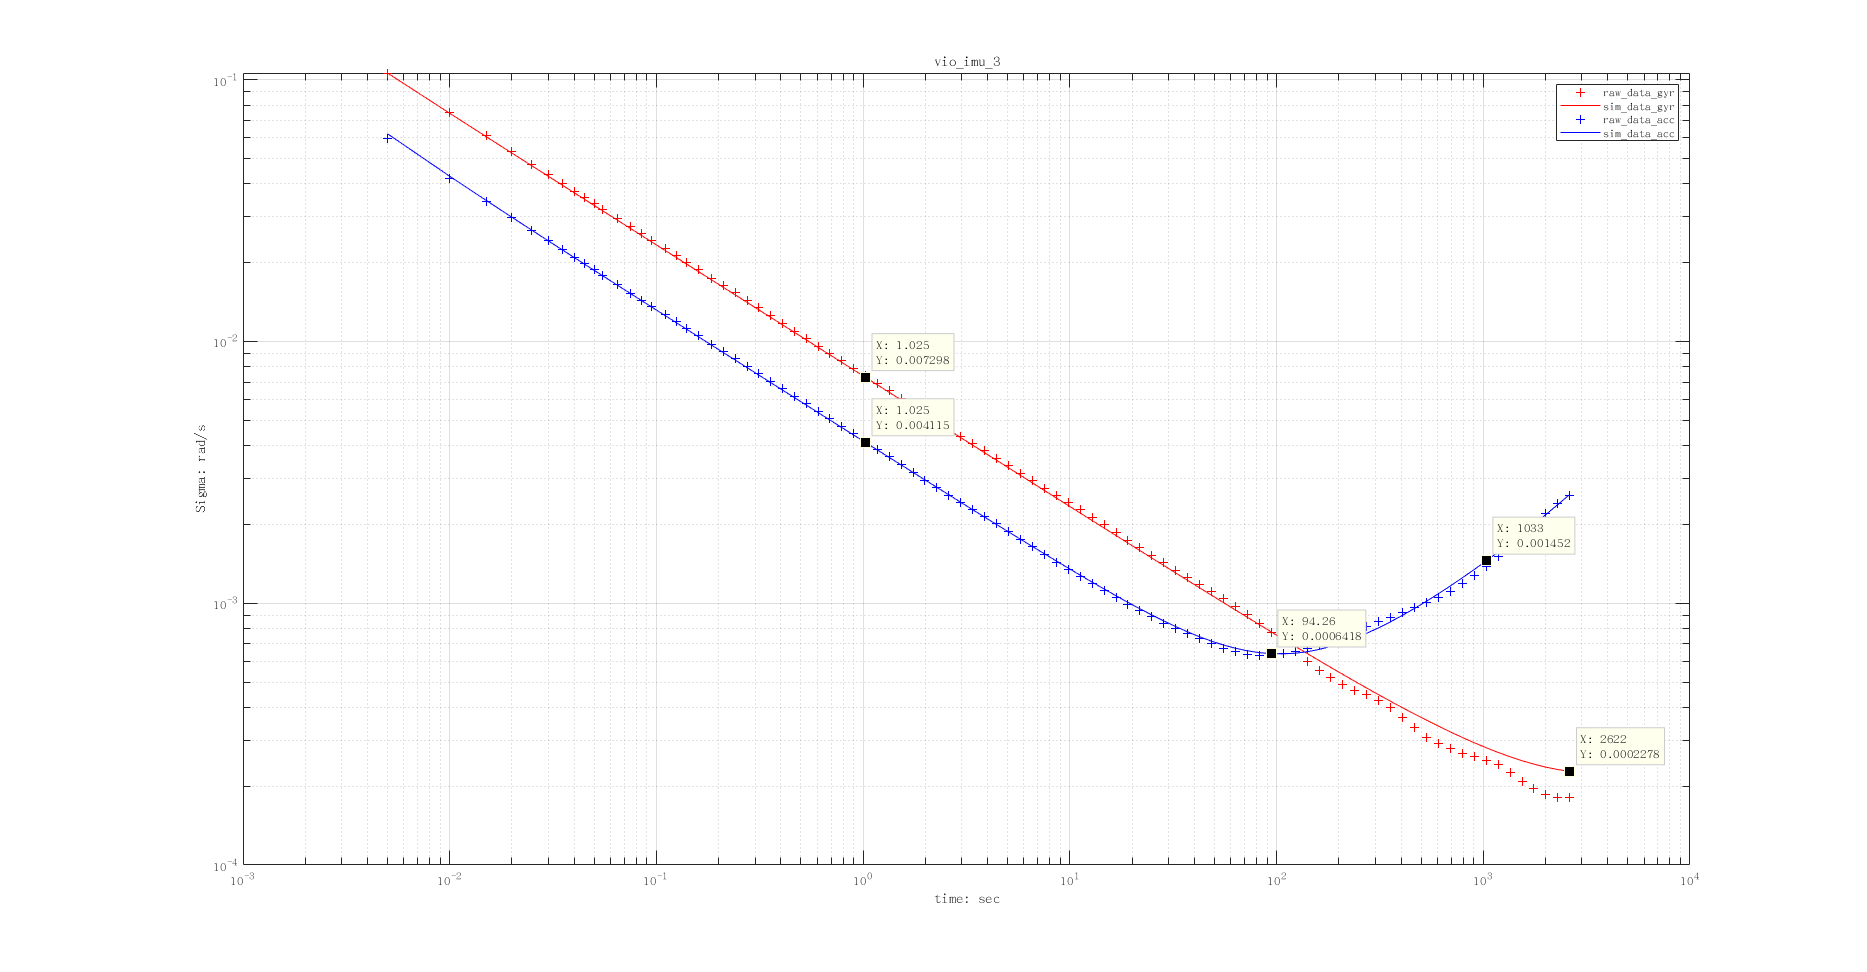 vio_imu_3
raw_data_gyr
sim_data_gyr
raw_data_acc
sim_data_acc
Sigma: rad/s
10^-1
10^-2
10^-3
10^-4
X: 1.025
Y: 0.007298
X: 1.025
Y: 0.004115
X: 1033
Y: 0.001452
X: 94.26
Y: 0.0006418
X: 2622
Y: 0.0002278
10^-3 10^-2 10^-1 10^0 10^1 10^2 10^3 10^4
time: sec